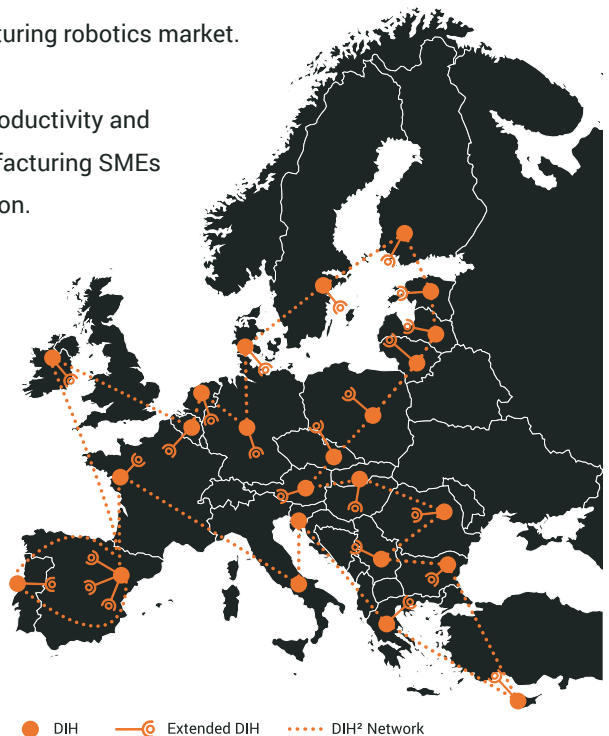 turing robotics market.
oductivity and
facturing SMEs
on.
DIH
Extended DIH
DIH² Network